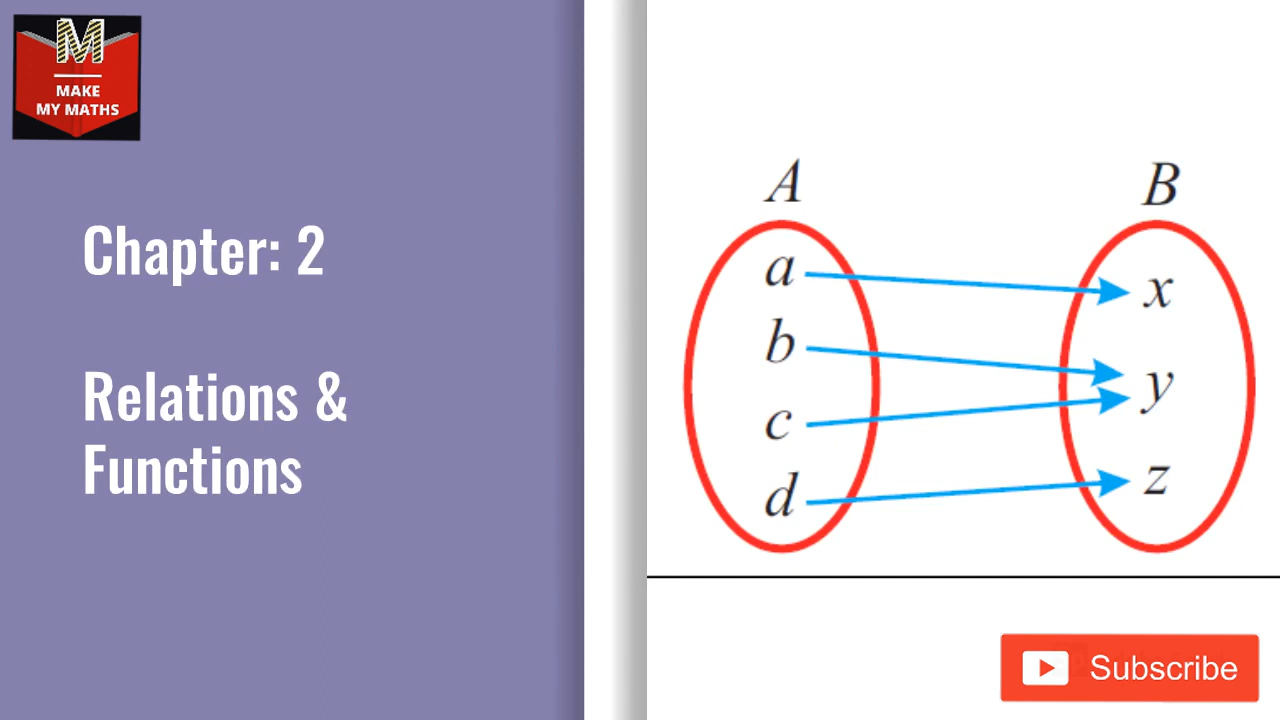 M
MAKE
MY MATHS
Chapter: 2
Relations &
Functions
A
B
a
x
b
y
c
z
d
Subscribe